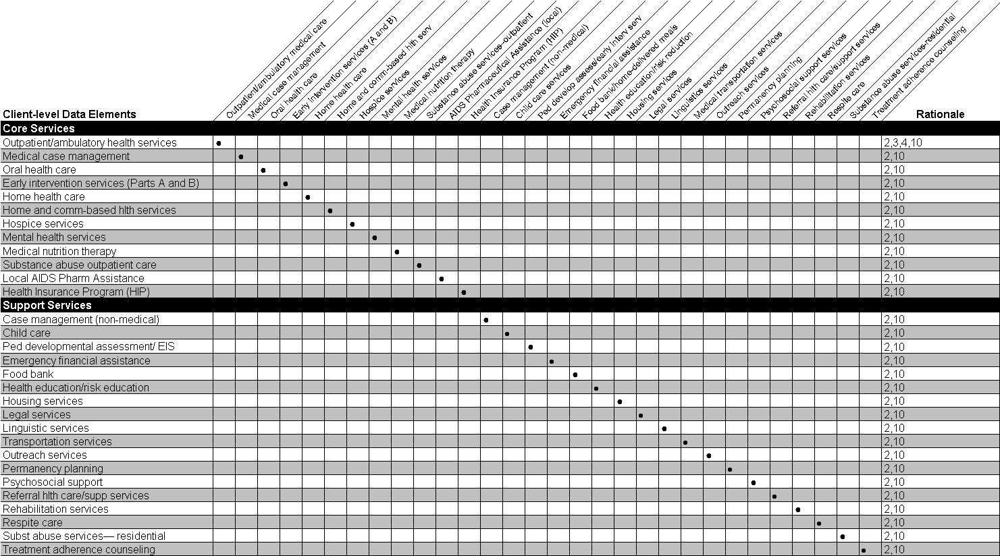 Outpatient/ambulatory medical care
Medical case management
Oral health care
Early Intervention services (A and B)
Home health care
Home and comm-based hlth serv
Hospice services
Mental health services
Medical nutrition therapy
Substance abuse services-outpatient
AIDS Pharmaceutical Assistance (local)
Health Insurance Program (HIP)
Case management (non-medical)
Child care services
Ped develop assess/early interv serv
Emergency financial assistance
Food bank/home-delivered meals
Health education/risk reduction
Housing services
Legal services
Linguistics services
Medical transportation services
Outreach services
Permanency planning
Psychosocial support services
Referral hlth care/support services
Rehabilitation services
Respite care
Substance abuse services-residential
Treatment adherence counseling
Client-level Data Elements Rationale
Core Services
Outpatient/ambulatory health services 2,3,4,10
Medical case management 2,10
Oral health care 2,10
Early intervention services (Parts A and B) 2,10
Home health care 2,10
Home and comm-based hlth services 2,10
Hospice services 2,10
Mental health services 2,10
Medical nutrition therapy 2,10
Substance abuse outpatient care 2,10
Local AIDS Pharm Assistance 2,10
Health Insurance Program (HIP) 2,10
Support Services
Case management (non-medical) 2,10
Child care 2,10
Ped developmental assessment/ EIS 2,10
Emergency financial assistance 2,10
Food bank 2,10
Health education/risk education 2,10
Housing services 2,10
Legal services 2,10
Linguistic services 2,10
Transportation services 2,10
Outreach services 2,10
Permanency planning 2,10
Psychosocial support 2,10
Referral hlth care/supp services 2,10
Rehabilitation services 2,10
Respite care 2,10
Subst abuse services— residential 2,10
Treatment adherence counseling 2,10